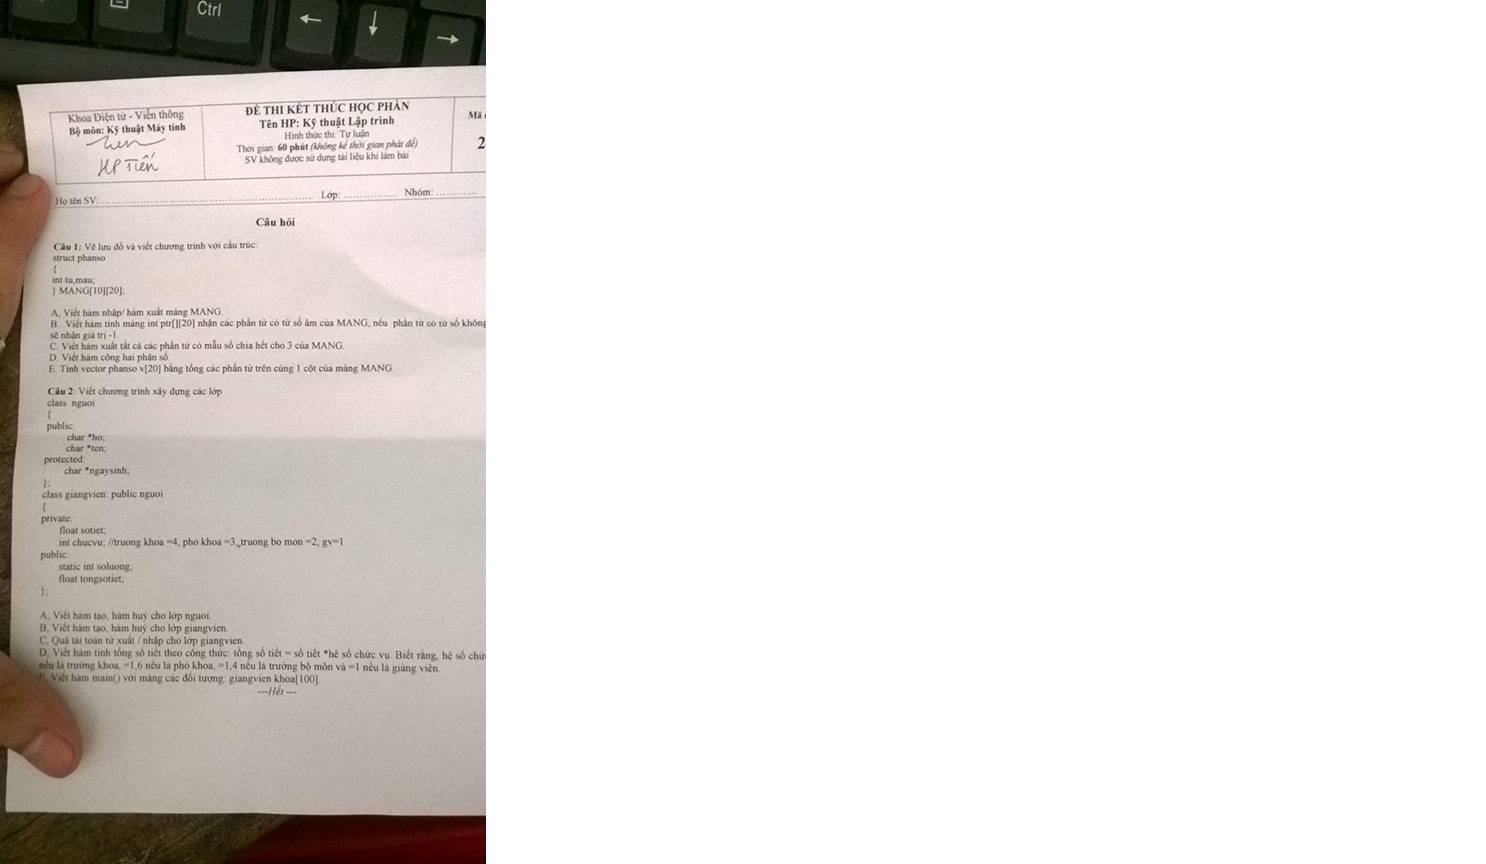 Ctrl
Khoa Điện tử - Viễn thông
Bộ môn: Kỹ thuật Máy tính
HP Tiến
ĐỀ THI KẾT THÚC HỌC PHẦN
Tên HP: Kỹ thuật Lập trình
Hình thức thi: Tự luận
Thời gian: 60 phút (không kể thời gian phát đề)
SV không được sử dụng tài liệu khi làm bài
Mã
2
Họ tên SV: Lớp: Nhóm:
Câu hỏi
Câu 1: Vẽ lưu đồ và viết chương trình với cấu trúc:
struct phanso
{
int tu,mau;
} MANG[10][20];
A. Viết hàm nhập/ hàm xuất mảng MANG.
B. Viết hàm tính mảng int ptr[][20] nhận các phần tử có tử số âm của MANG, nếu phần tử có tử số không
sẽ nhận giá trị -1.
C. Viết hàm xuất tất cả các phần tử có mẫu số chia hết cho 3 của MANG.
D. Viết hàm cộng hai phân số.
E. Tính vector phanso v[20] bằng tổng các phần tử trên cùng 1 cột của mảng MANG.
Câu 2: Viết chương trình xây dựng các lớp
class nguoi
{
public:
char *ho;
char *ten;
protected:
char *ngaysinh;
};
class giangvien: public nguoi
{
private:
float sotiet;
int chucvu; //truong khoa =4, pho khoa =3, truong bo mon =2, gv=1
public:
static int soluong;
float tongsotiet;
};
A. Viết hàm tạo, hàm huỷ cho lớp nguoi.
B. Viết hàm tạo, hàm huỷ cho lớp giangvien.
C. Quá tải toán tử xuất / nhập cho lớp giangvien.
D. Viết hàm tính tổng số tiết theo công thức: tổng số tiết = số tiết *hê số chức vụ. Biết rằng, hệ số
nếu là trưởng khoa, =1,6 nếu là phó khoa, =1,4 nếu là trưởng bộ môn và =1 nếu là giảng viên.
E. Viết hàm main() với mảng các đối tượng: giangvien khoa[100].
---Hết ---